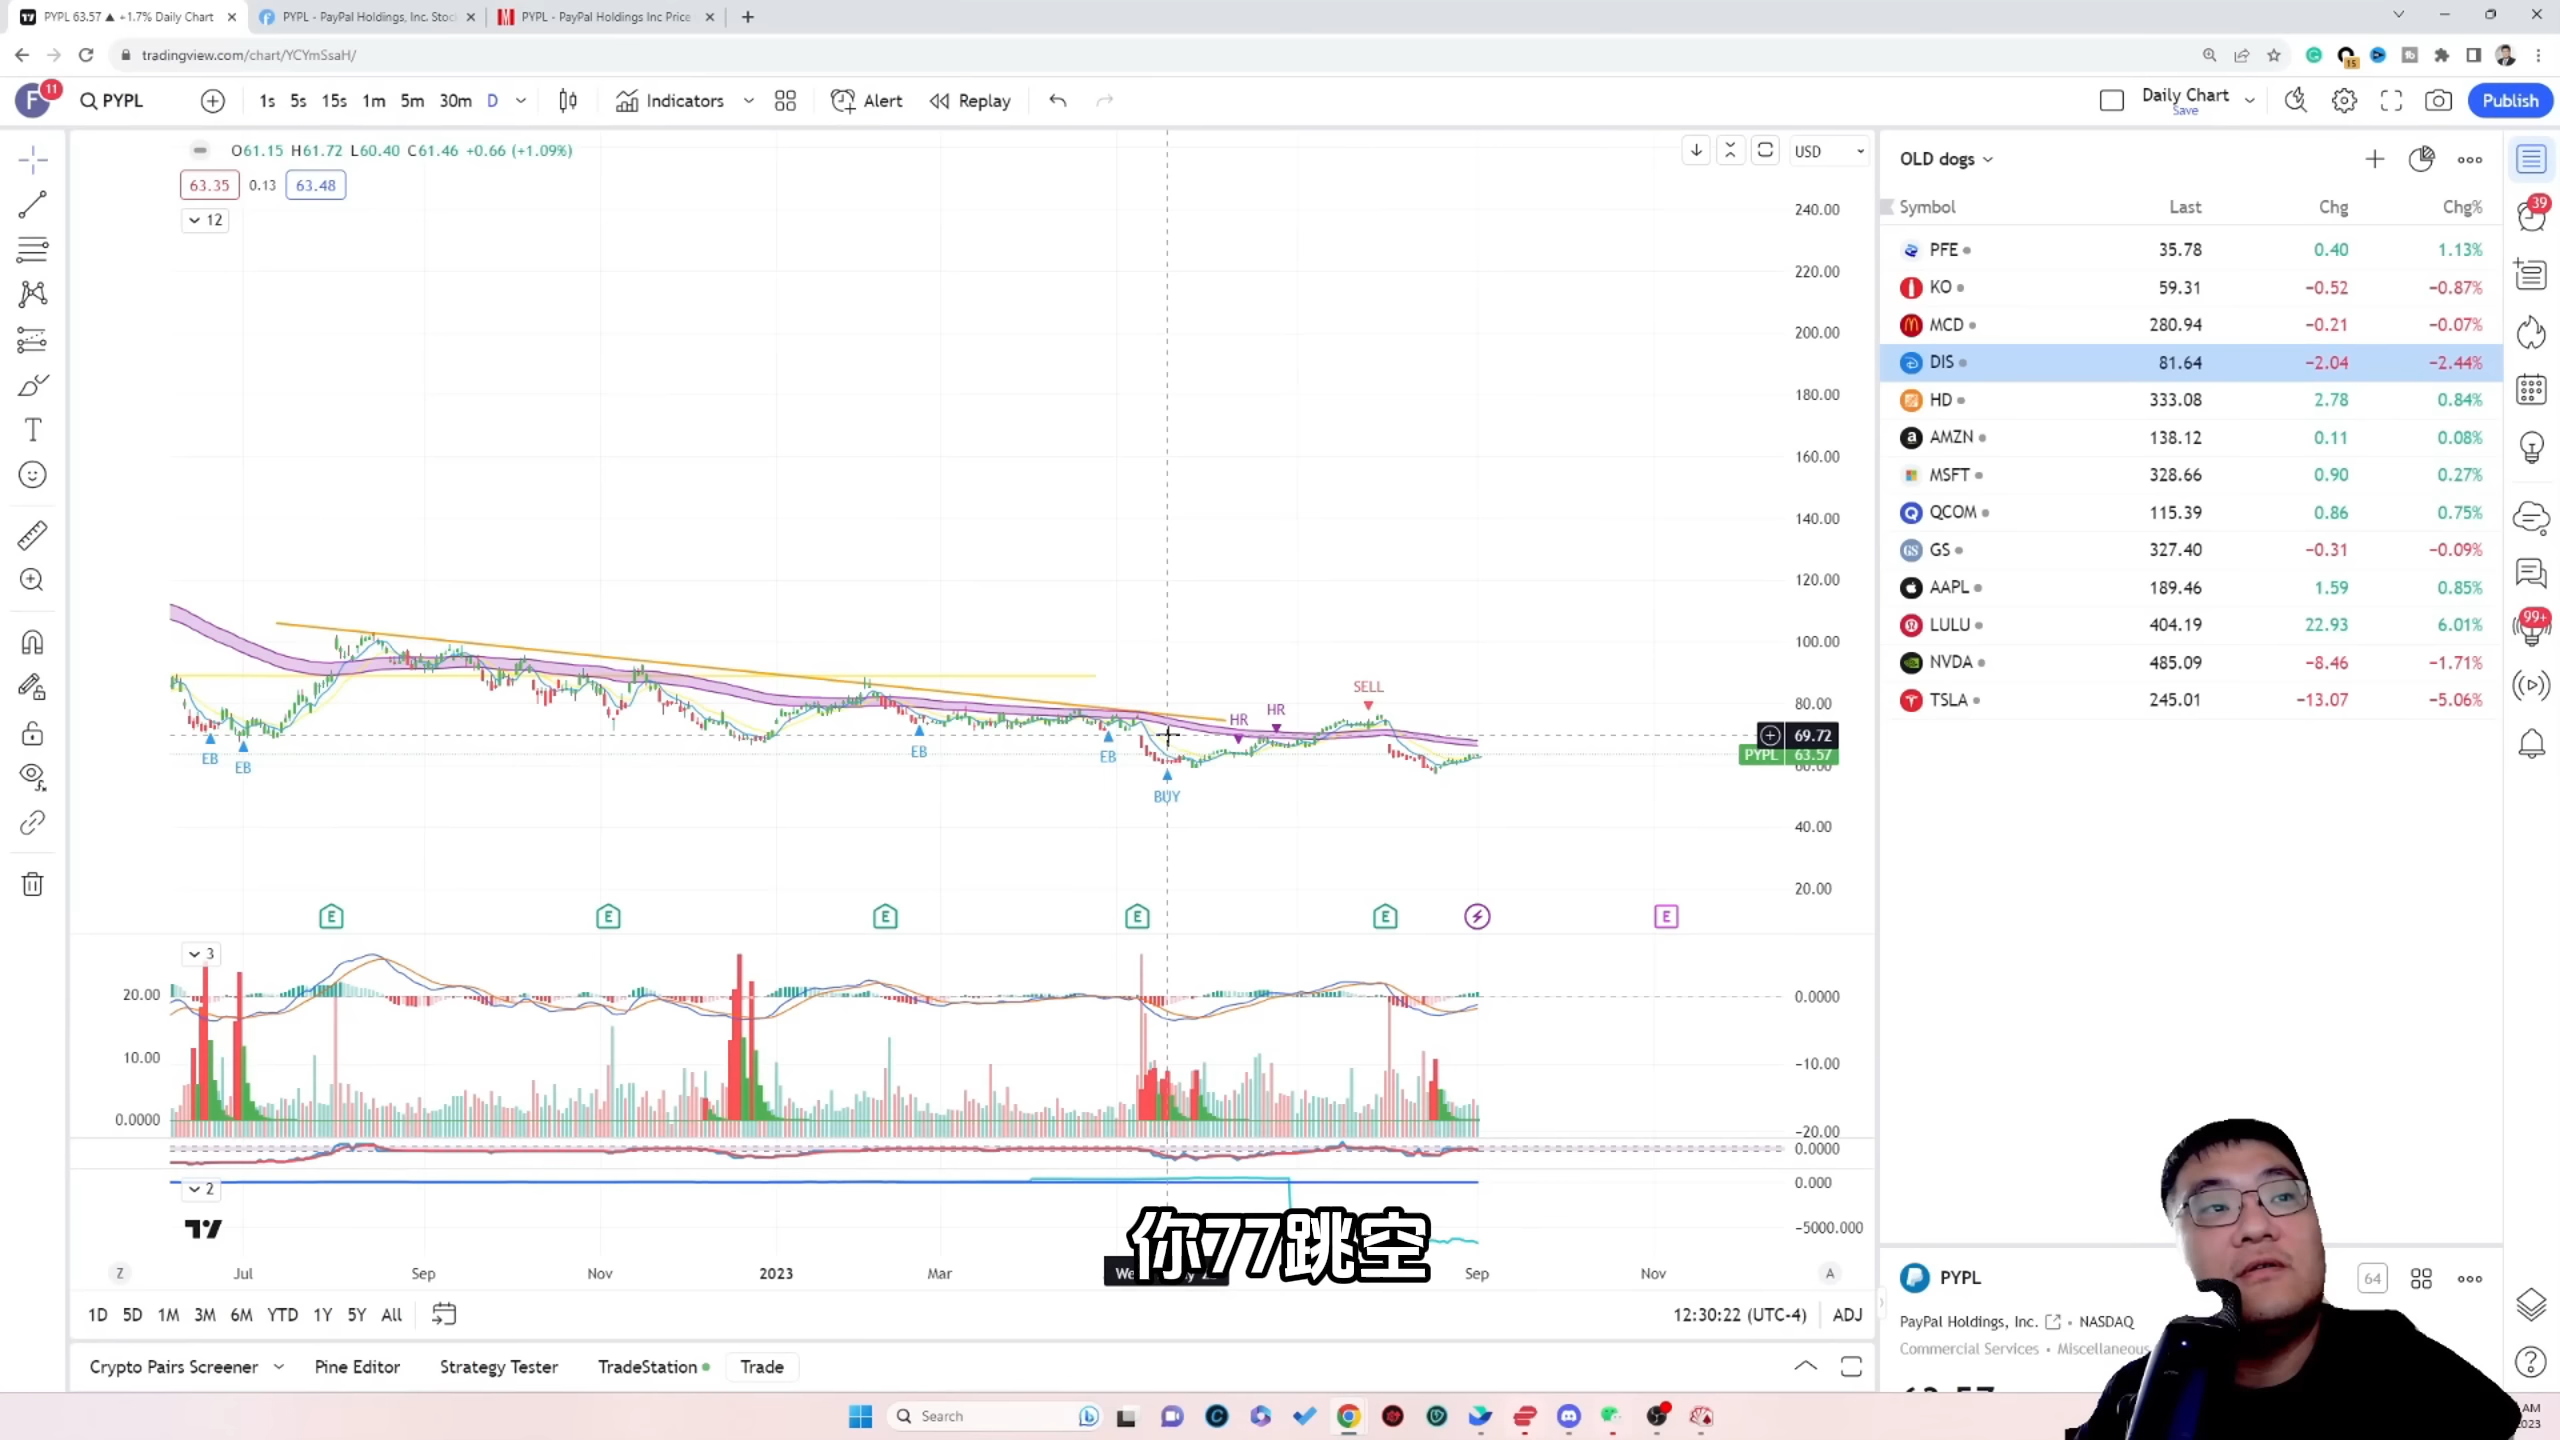 PYPL 63.57 ▲ +1.7% Daily Chart
PYPL - PayPal Holdings, Inc. Stoc
PYPL - PayPal Holdings Inc Price
tradingview.com/chart/YCYmSsaH/
15
F
11
PYPL
1s 5s 15s 1m 5m 30m D
Indicators
Alert
Replay
Daily Chart
Save
Publish
O61.15 H61.72 L60.40 C61.46 +0.66 (+1.09%)
63.35 0.13 63.48
12
USD
240.00
220.00
200.00
180.00
160.00
140.00
120.00
100.00
80.00
69.72
PYPL 63.57
60.00
40.00
20.00
EB
EB
EB
EB
BUY
HR
HR
SELL
E E E E E E
3
20.00
10.00
0.0000
0.0000
-10.00
-20.00
0.0000
2
0.000
-5000.000
你77跳空
Z Jul Sep Nov 2023 Mar Sep Nov A
1D 5D 1M 3M 6M YTD 1Y 5Y All
12:30:22 (UTC-4) ADJ
Crypto Pairs Screener Pine Editor Strategy Tester TradeStation Trade
OLD dogs
Symbol Last Chg Chg%
PFE 35.78 0.40 1.13%
KO 59.31 −0.52 −0.87%
MCD 280.94 −0.21 −0.07%
DIS 81.64 −2.04 −2.44%
HD 333.08 2.78 0.84%
AMZN 138.12 0.11 0.08%
MSFT 328.66 0.90 0.27%
QCOM 115.39 0.86 0.75%
GS 327.40 −0.31 −0.09%
AAPL 189.46 1.59 0.85%
LULU 404.19 22.93 6.01%
NVDA 485.09 −8.46 −1.71%
TSLA 245.01 −13.07 −5.06%
39
99+
PYPL
64
PayPal Holdings, Inc. • NASDAQ
Commercial Services • Miscellaneous
Search
AM
2023